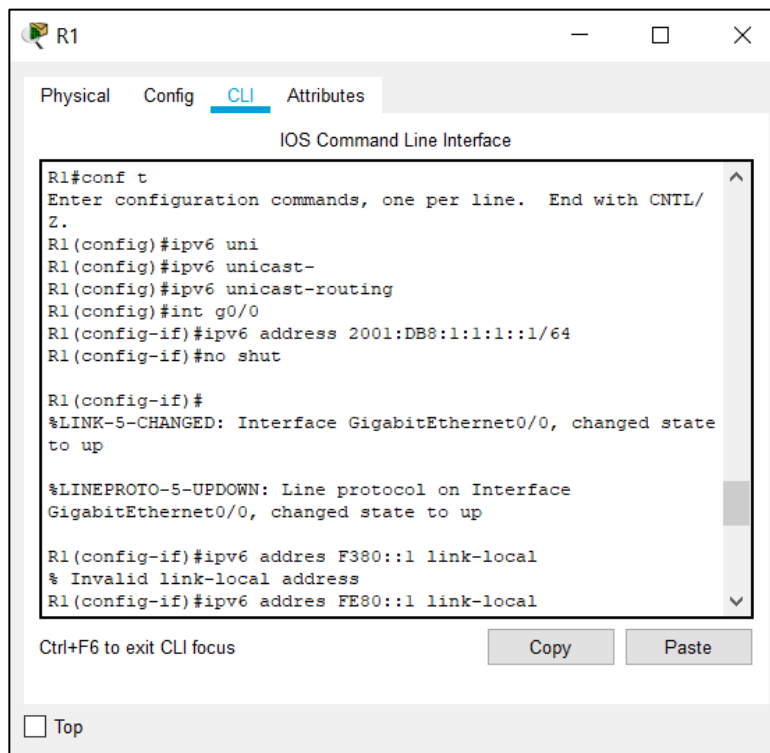 R1
Physical Config CLI Attributes
IOS Command Line Interface
R1#conf t
Enter configuration commands, one per line.  End with CNTL/
Z.
R1(config)#ipv6 uni
R1(config)#ipv6 unicast-
R1(config)#ipv6 unicast-routing
R1(config)#int g0/0
R1(config-if)#ipv6 address 2001:DB8:1:1:1::1/64
R1(config-if)#no shut
R1(config-if)#
%LINK-5-CHANGED: Interface GigabitEthernet0/0, changed state
to up
%LINEPROTO-5-UPDOWN: Line protocol on Interface
GigabitEthernet0/0, changed state to up
R1(config-if)#ipv6 addres F380::1 link-local
% Invalid link-local address
R1(config-if)#ipv6 addres FE80::1 link-local
Ctrl+F6 to exit CLI focus Copy Paste
Top